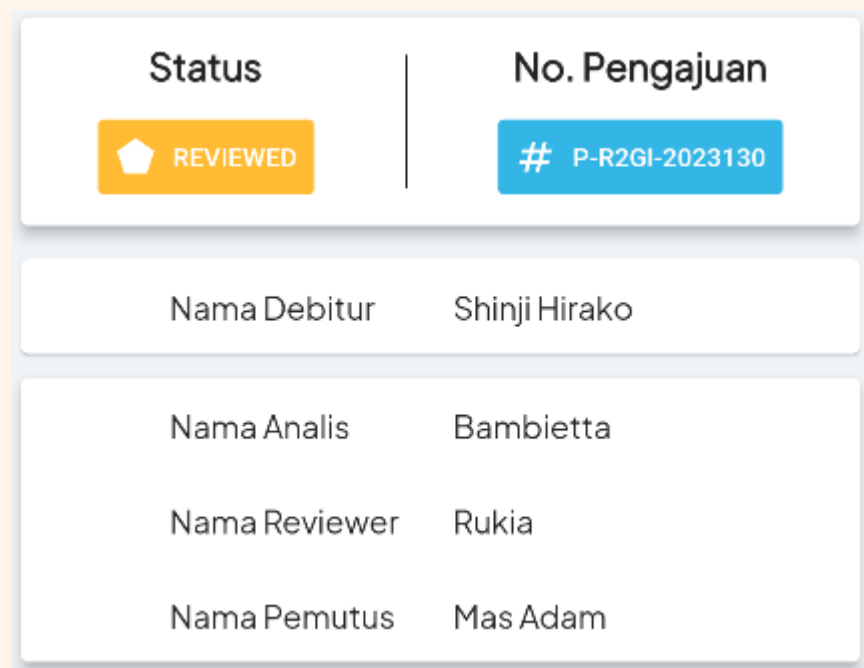 Status
No. Pengajuan
REVIEWED
# P-R2GI-2023130
Nama Debitur Shinji Hirako
Nama Analis Bambietta
Nama Reviewer Rukia
Nama Pemutus Mas Adam